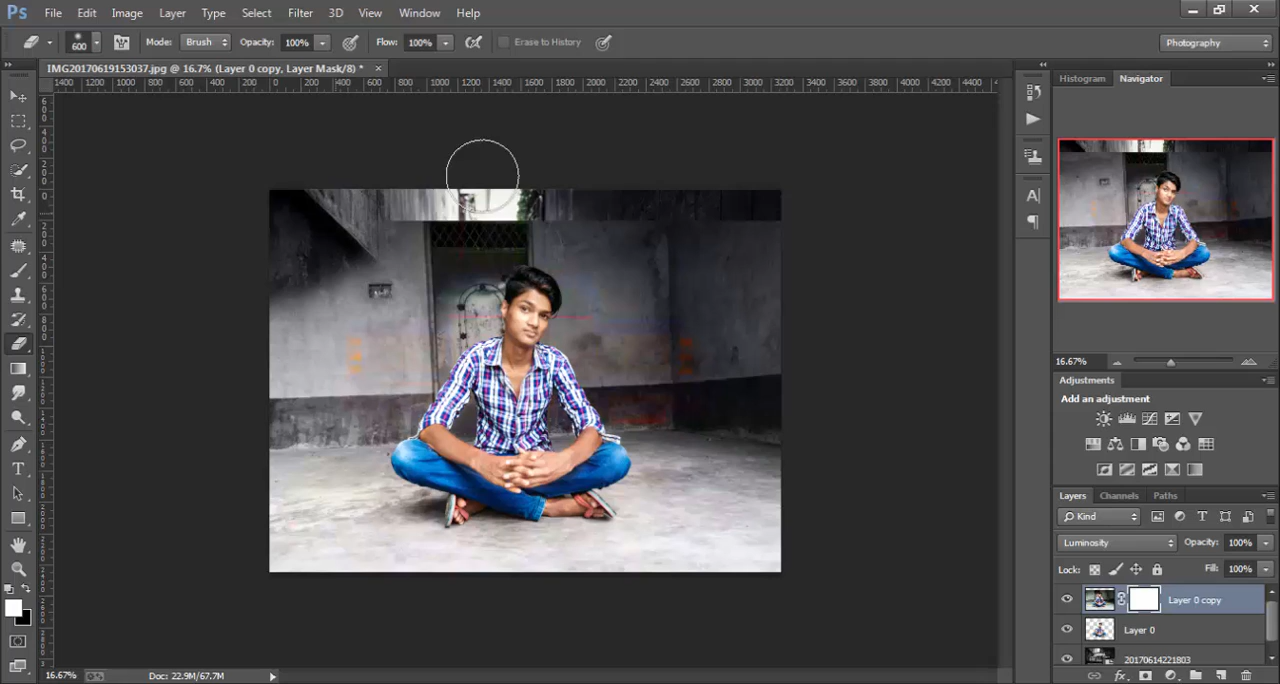 Ps File Edit Image Layer Type Select Filter 3D View Window Help
600 Mode: Brush Opacity: 100% Flow: 100% Erase to History Photography
IMG20170619153037.jpg @ 16.7% (Layer 0 copy, Layer Mask/8) * ×
1400 1200 1000 800 600 400 200 0 200 400 600 800 1000 1200 1400 1600 1800 2000 2200 2400 2600 2800 3000 3200 3400 3600 3800 4000 4200
Histogram Navigator
16.67%
Adjustments
Add an adjustment
Layers Channels Paths
Kind
Luminosity Opacity: 100%
Lock: Fill: 100%
Layer 0 copy
Layer 0
20170614221803
16.67% Doc: 22.9M/67.7M